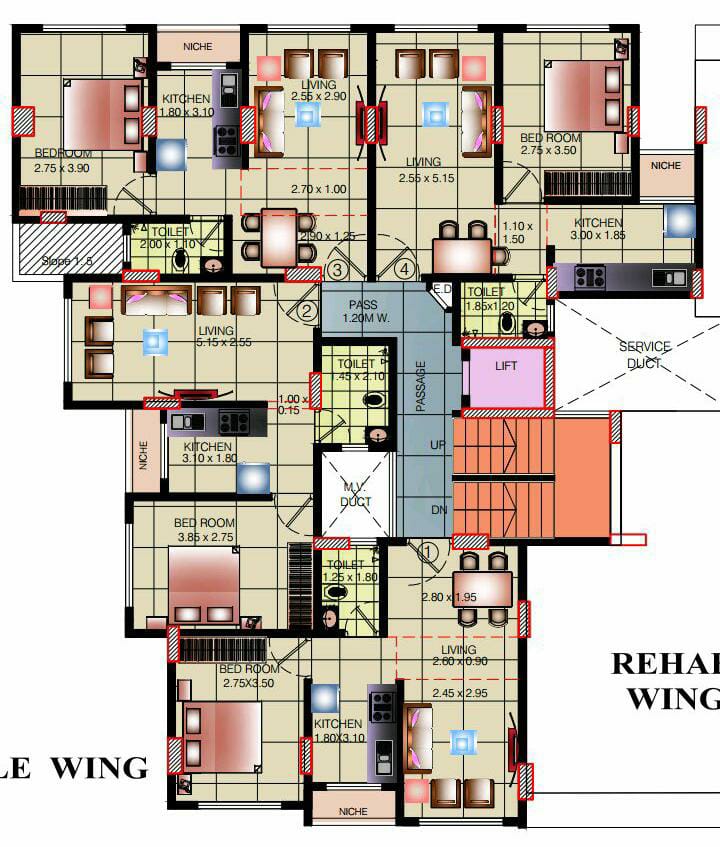 NICHE
LIVING
2.55 x 2.90
KITCHEN
1.80 x 3.10
BEDROOM
2.75 x 3.90
LIVING
2.55 x 5.15
BED ROOM
2.75 x 3.50
NICHE
2.70 x 1.00
2.90 x 1.25
1.10 x
1.50
KITCHEN
3.00 x 1.85
TOILET
2.00 x 1.10
Slope 1: 5
3
4
E.D
TOILET
1.85x1.20
PASS
1.20M W.
2
LIVING
5.15 x 2.55
SERVICE
DUCT
TOILET
1.45 x 2.10
PASSAGE
LIFT
1.00 x
0.15
NICHE
KITCHEN
3.10 x 1.80
UP
M.V.
DUCT
DN
BED ROOM
3.85 x 2.75
1
TOILET
1.25 x 1.80
2.80 x 1.95
LIVING
2.60 x 0.90
BED ROOM
2.75X3.50
2.45 x 2.95
KITCHEN
1.80X3.10
NICHE
REHAB
WING
LE WING